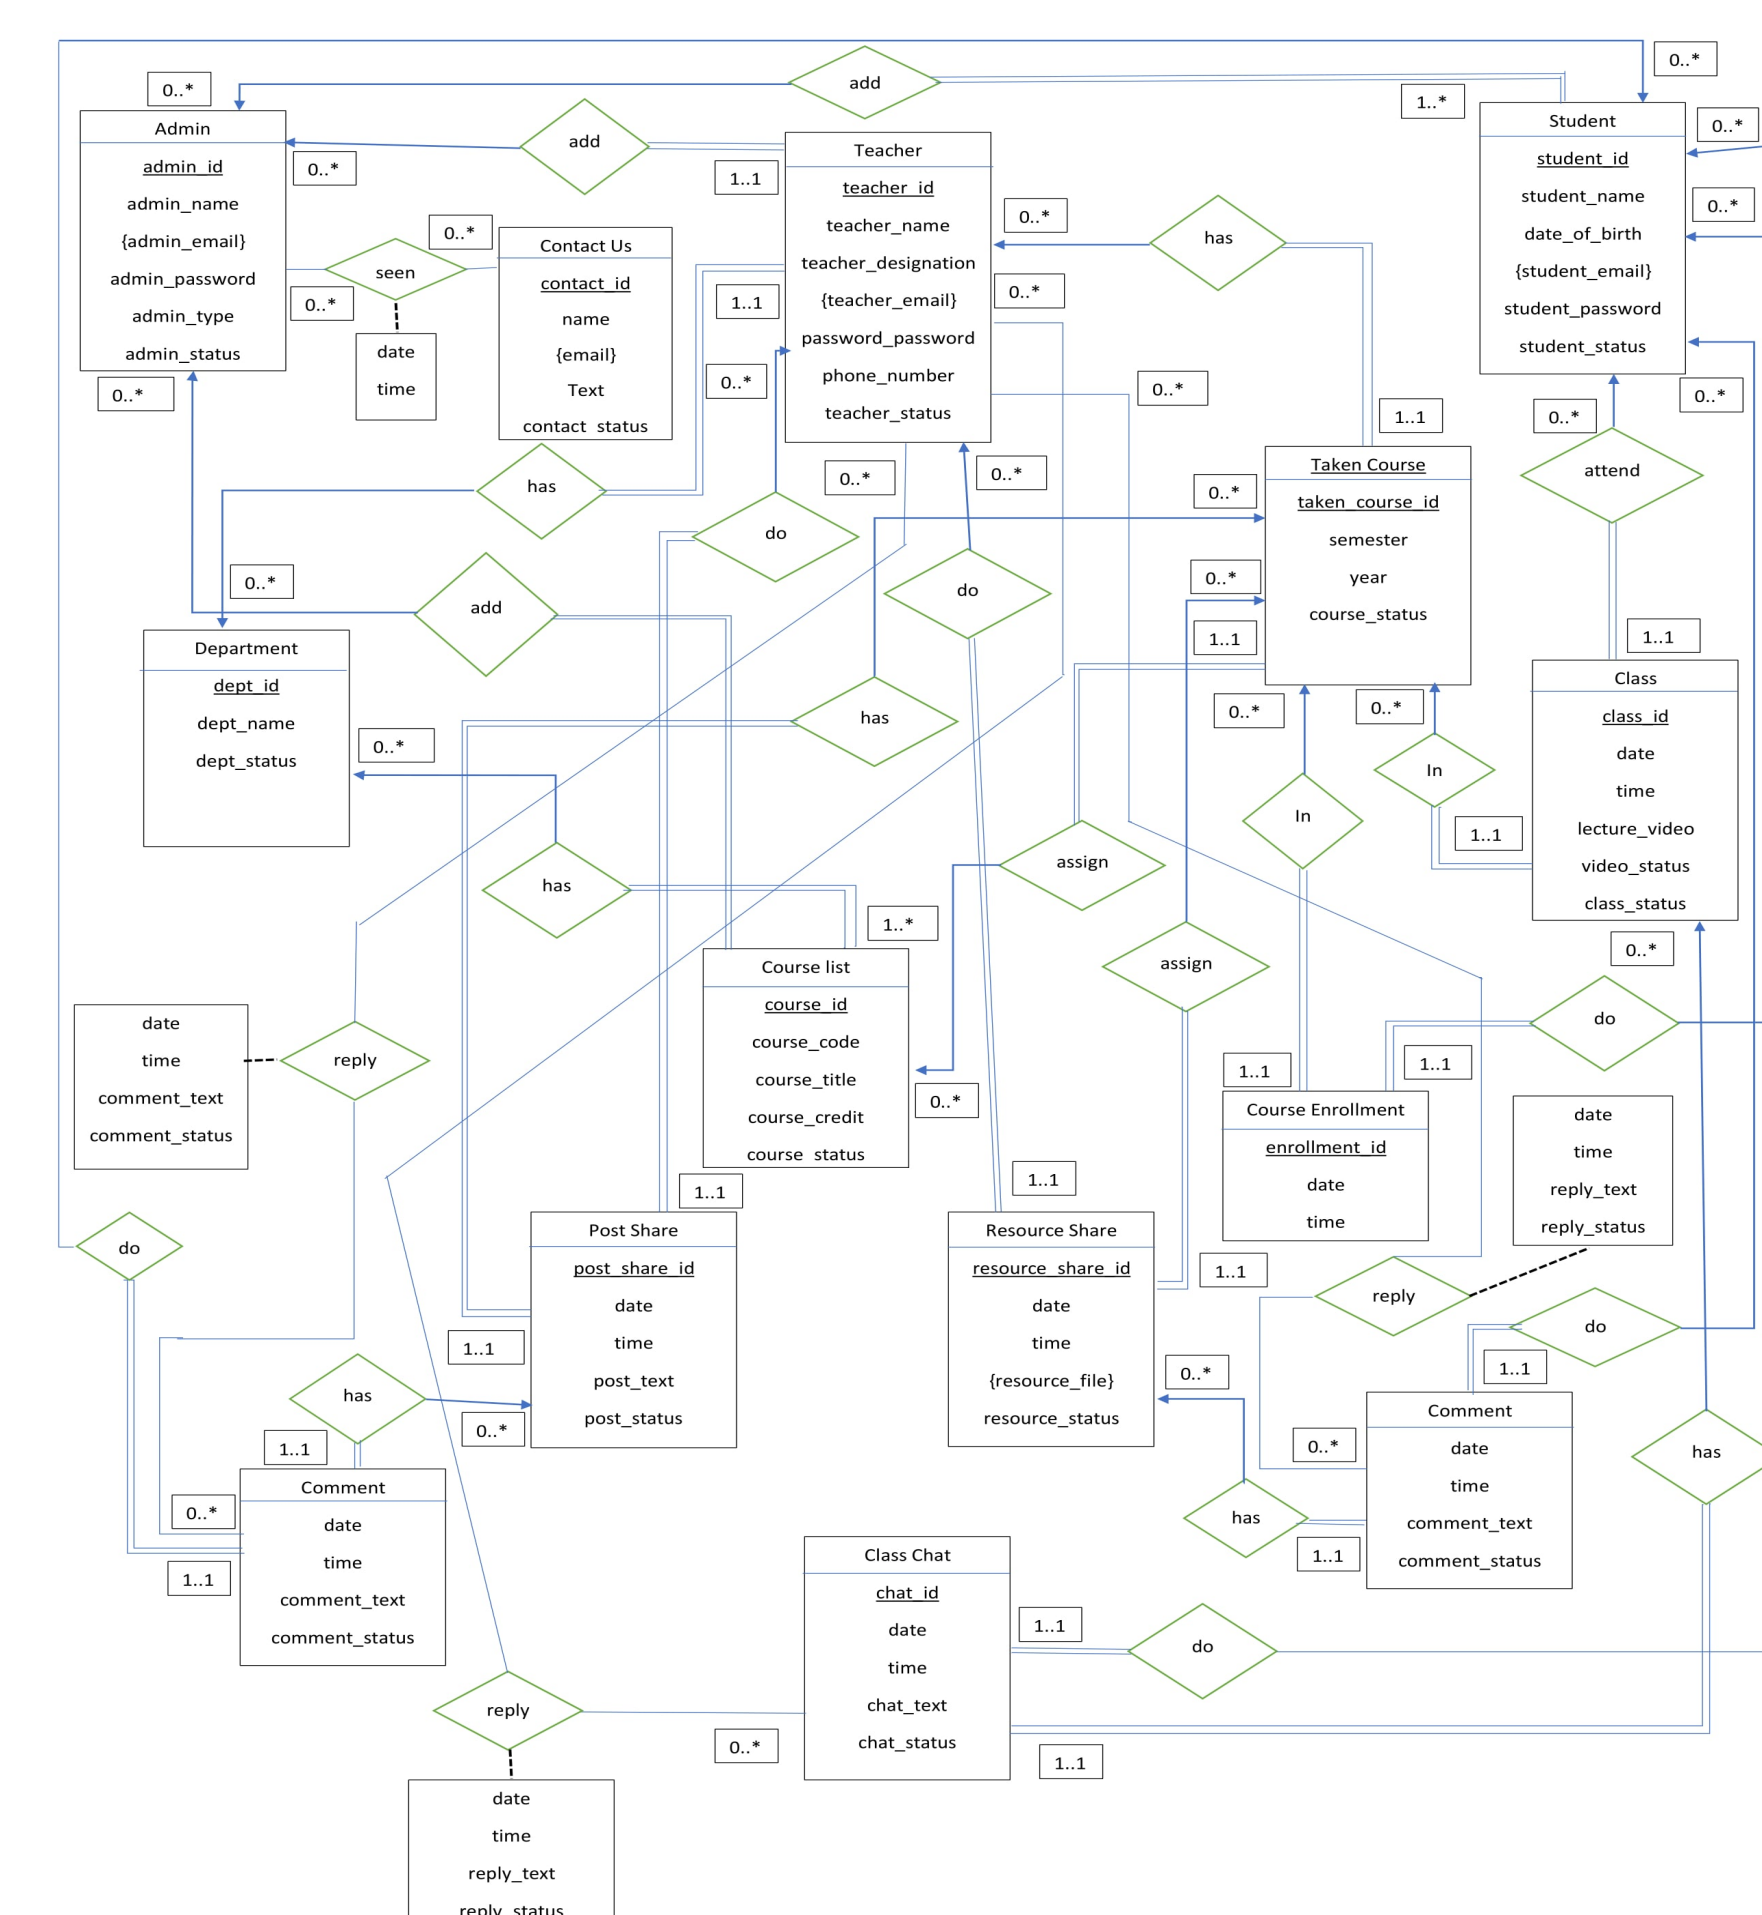 add
0..*
0..*
1..*
Admin
admin_id
admin_name
{admin_email}
admin_password
admin_type
admin_status
0..*
add
1..1
Teacher
teacher_id
teacher_name
teacher_designation
{teacher_email}
password_password
phone_number
teacher_status
Student
student_id
student_name
date_of_birth
{student_email}
student_password
student_status
0..*
0..*
0..*
has
0..*
0..*
seen
0..*
date
time
Contact Us
contact_id
name
{email}
Text
contact_status
1..1
0..*
0..*
0..*
1..1
0..*
0..*
0..*
has
0..*
0..*
do
0..*
Taken Course
taken_course_id
semester
year
course_status
attend
0..*
add
do
0..*
1..1
1..1
Department
dept_id
dept_name
dept_status
0..*
has
0..*
0..*
Class
class_id
date
time
lecture_video
video_status
class_status
In
In
1..1
has
assign
1..*
0..*
assign
Course list
course_id
course_code
course_title
course_credit
course_status
0..*
do
date
time
comment_text
comment_status
reply
1..1
1..1
Course Enrollment
enrollment_id
date
time
date
time
reply_text
reply_status
1..1
1..1
do
Post Share
post_share_id
date
time
post_text
post_status
Resource Share
resource_share_id
date
time
{resource_file}
resource_status
1..1
reply
do
1..1
0..*
1..1
has
0..*
1..1
Comment
date
time
comment_text
comment_status
0..*
has
Comment
date
time
comment_text
comment_status
0..*
1..1
has
1..1
Class Chat
chat_id
date
time
chat_text
chat_status
1..1
do
reply
0..*
1..1
date
time
reply_text
reply_status